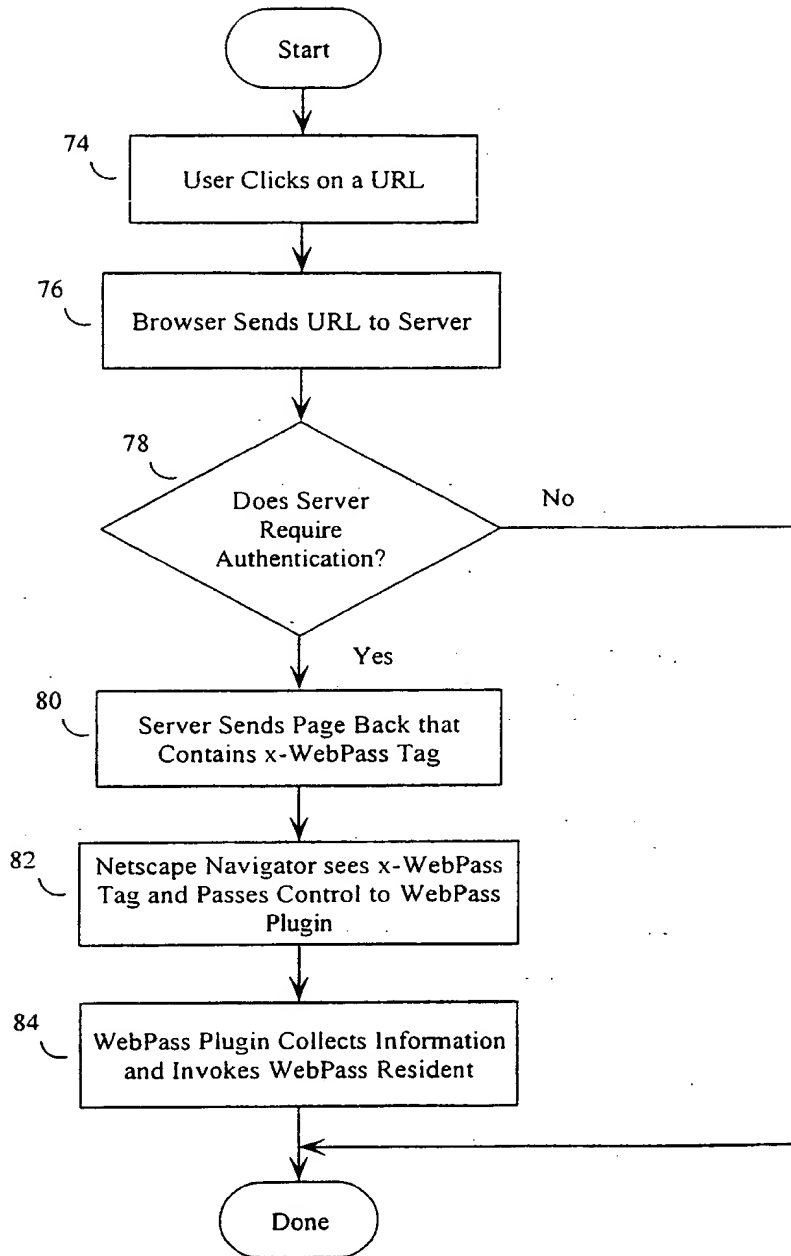 Start
74
User Clicks on a URL
76
Browser Sends URL to Server
78
Does Server
Require
Authentication?
No
Yes
80
Server Sends Page Back that
Contains x-WebPass Tag
82
Netscape Navigator sees x-WebPass
Tag and Passes Control to WebPass
Plugin
84
WebPass Plugin Collects Information
and Invokes WebPass Resident
Done